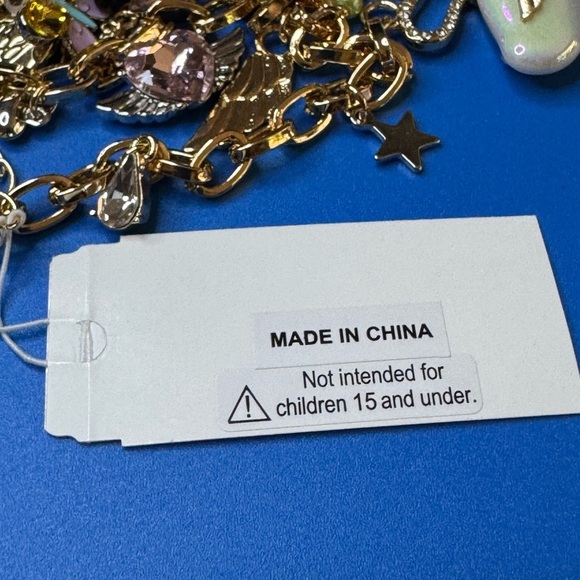 MADE IN CHINA
Not intended for
children 15 and under.